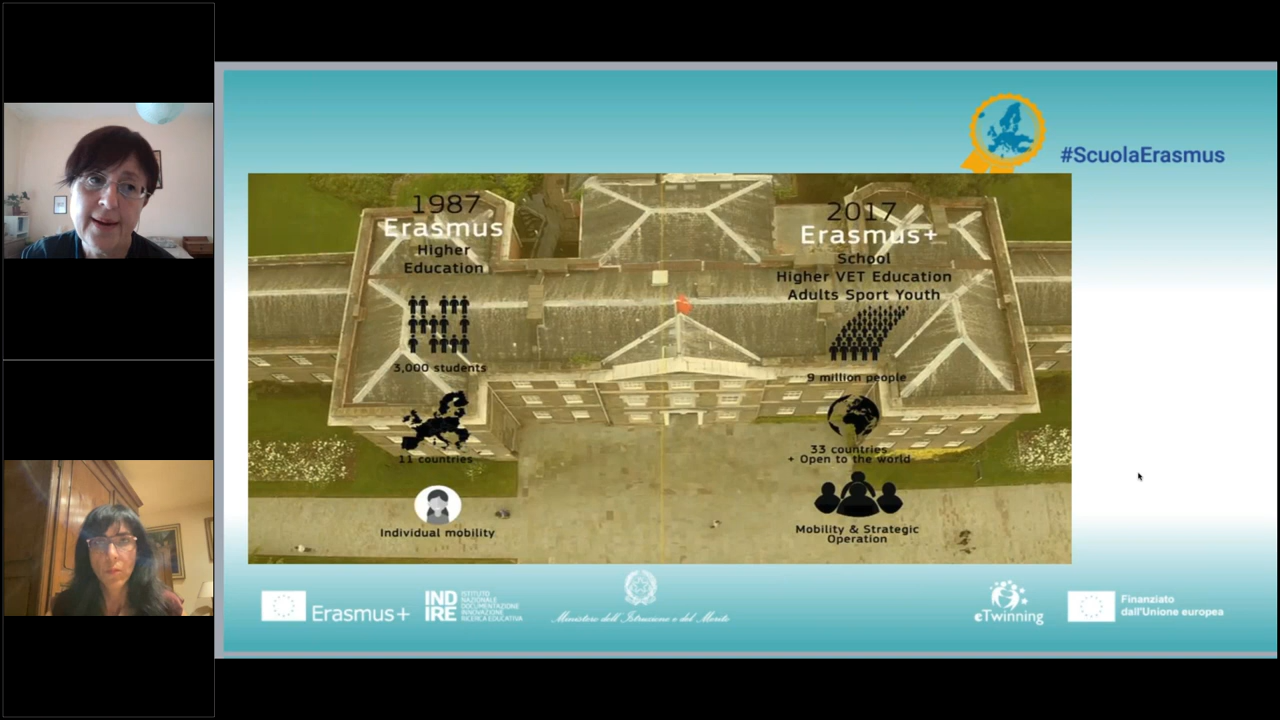 #ScuolaErasmus
1987
Erasmus
Higher
Education
3,000 students
11 countries
Individual mobility
2017
Erasmus+
School
Higher VET Education
Adults Sport Youth
9 million people
33 countries
+ Open to the world
Mobility & Strategic
Operation
Erasmus+
IND
IRE
ISTITUTO
NAZIONALE
DOCUMENTAZIONE
INNOVAZIONE
RICERCA EDUCATIVA
Ministero dell'Istruzione e del Merito
eTwinning
Finanziato
dall'Unione europea